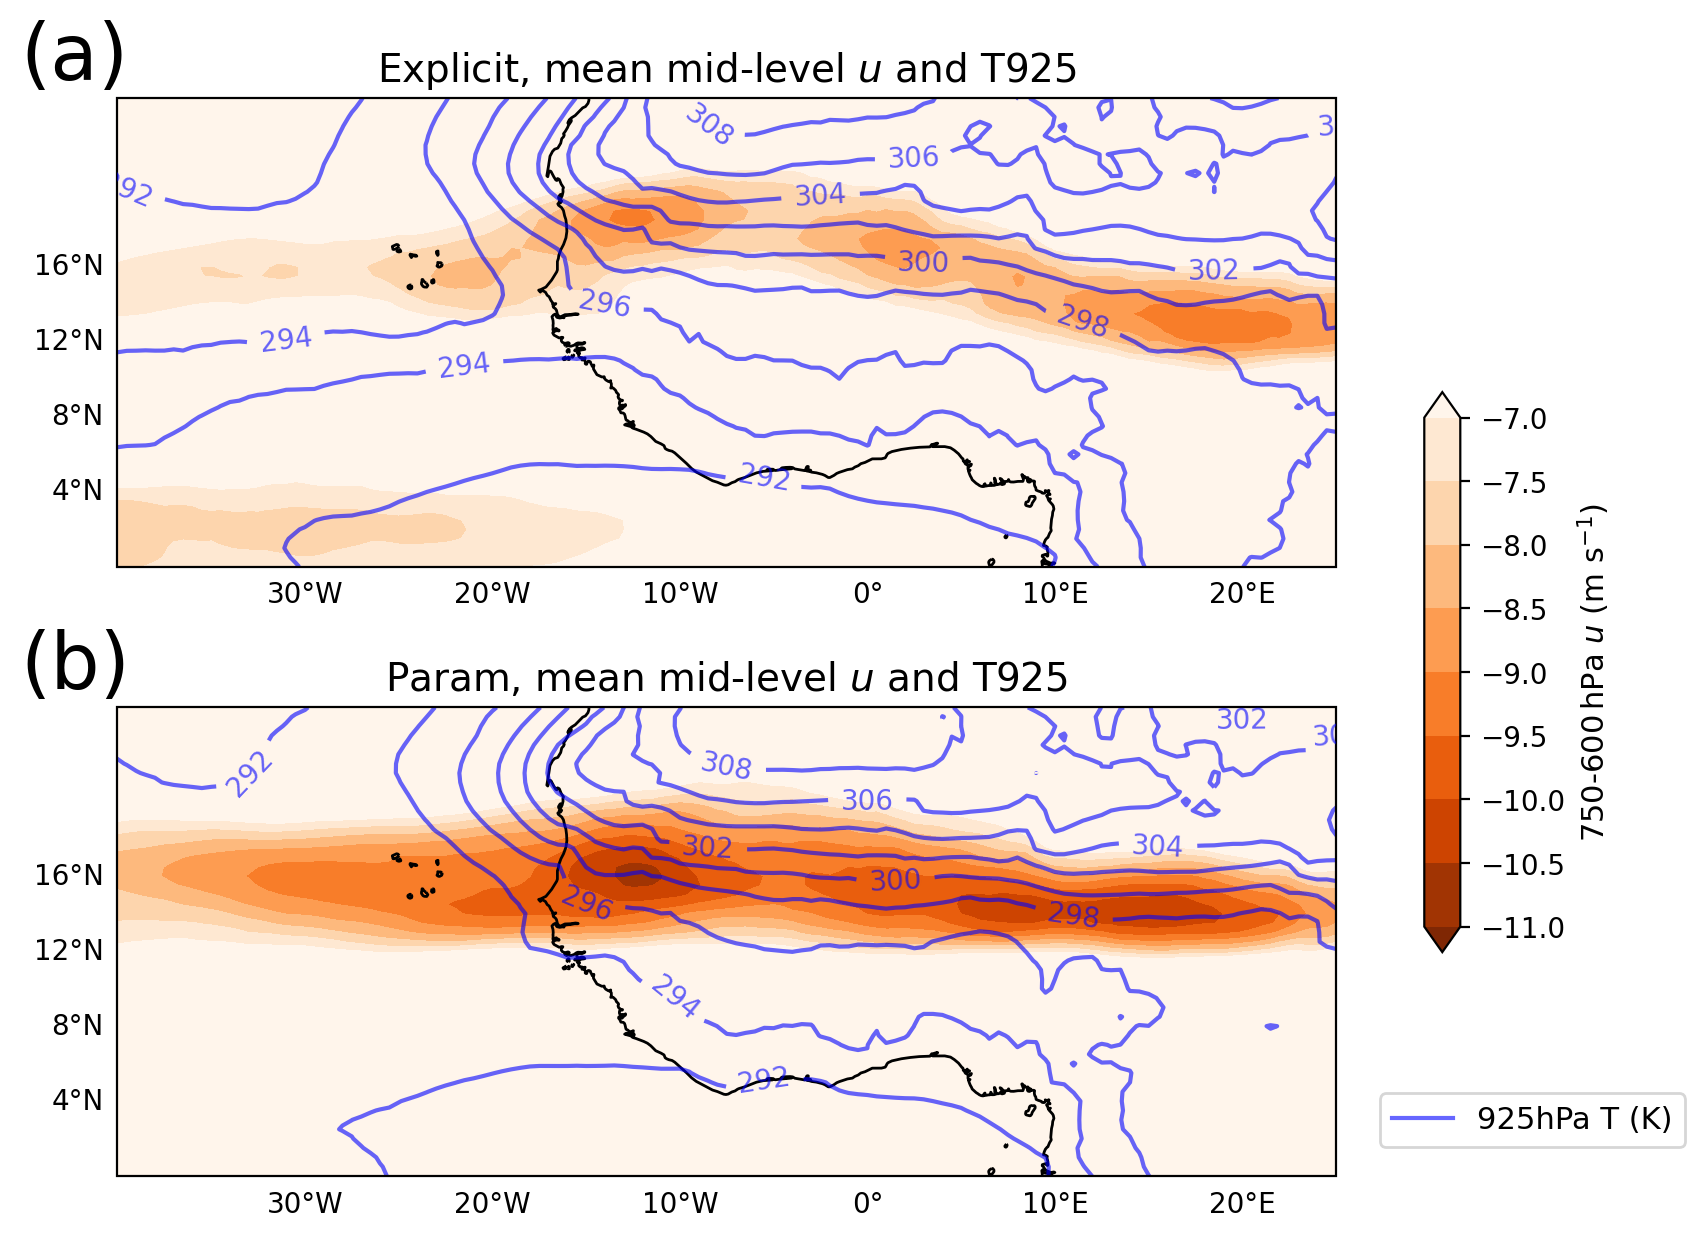 (a)
Explicit, mean mid-level u and T925
308
3
306
92
304
16°N
300
302
296
298
12°N
294
294
8°N
4°N
292
30°W 20°W 10°W 0° 10°E 20°E
(b)
Param, mean mid-level u and T925
302
30
292
308
306
302
304
16°N
300
296
298
12°N
294
8°N
4°N
292
30°W 20°W 10°W 0° 10°E 20°E
−7.0
−7.5
−8.0
−8.5
−9.0
−9.5
−10.0
−10.5
−11.0
750-600 hPa u (m s⁻¹)
925hPa T (K)